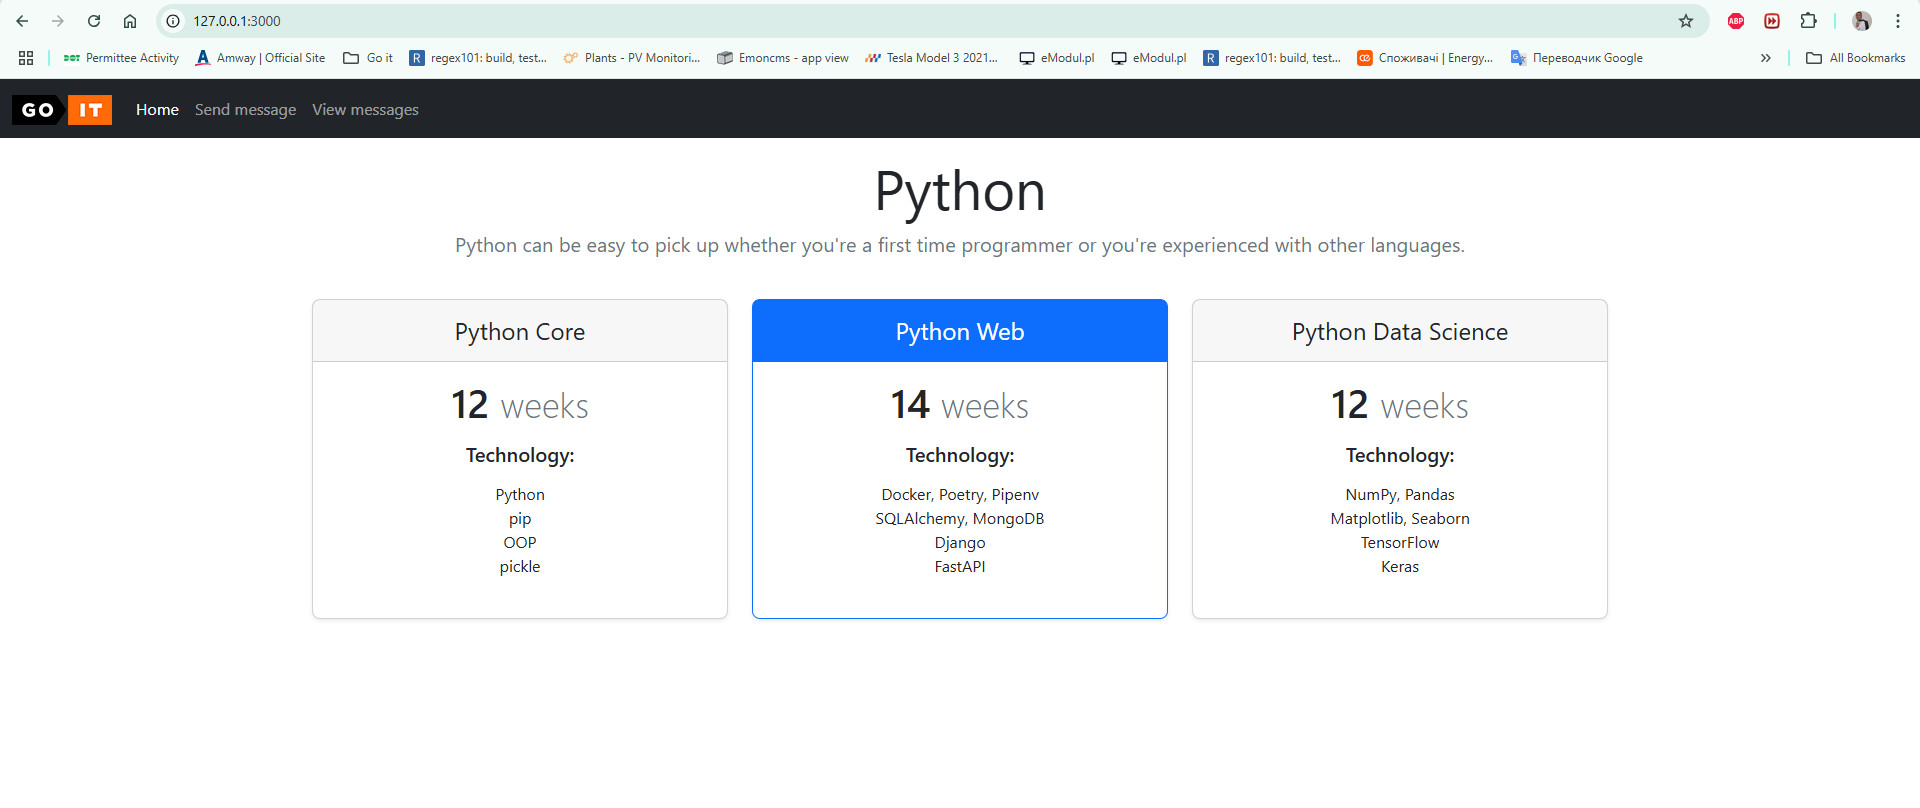 127.0.0.1:3000
ABP
DOT Permittee Activity
Amway | Official Site
Go it
R regex101: build, test...
Plants - PV Monitori...
Emoncms - app view
Tesla Model 3 2021...
eModul.pl
eModul.pl
R regex101: build, test...
Споживачі | Energy...
Переводчик Google
All Bookmarks
GO IT Home Send message View messages
Python
Python can be easy to pick up whether you're a first time programmer or you're experienced with other languages.
Python Core
12 weeks
Technology:
Python
pip
OOP
pickle
Python Web
14 weeks
Technology:
Docker, Poetry, Pipenv
SQLAlchemy, MongoDB
Django
FastAPI
Python Data Science
12 weeks
Technology:
NumPy, Pandas
Matplotlib, Seaborn
TensorFlow
Keras